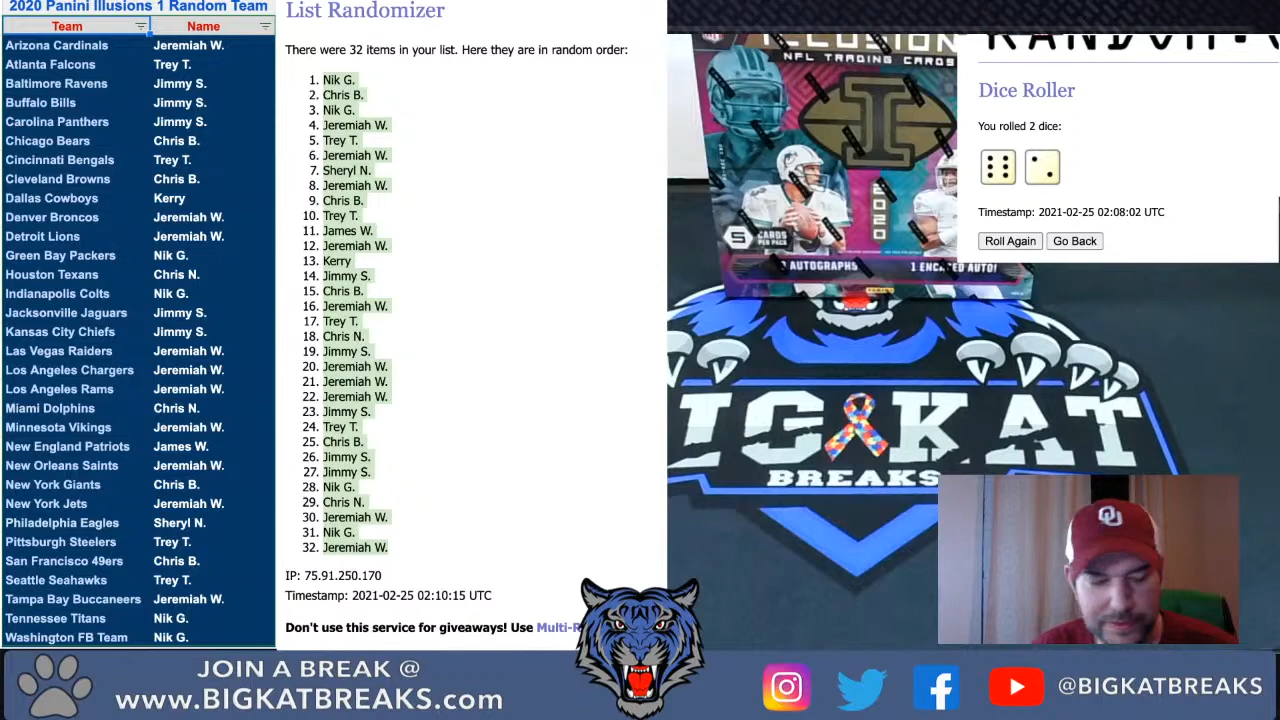 2020 Panini Illusions 1 Random Team
Team Name
Arizona Cardinals Jeremiah W.
Atlanta Falcons Trey T.
Baltimore Ravens Jimmy S.
Buffalo Bills Jimmy S.
Carolina Panthers Jimmy S.
Chicago Bears Chris B.
Cincinnati Bengals Trey T.
Cleveland Browns Chris B.
Dallas Cowboys Kerry
Denver Broncos Jeremiah W.
Detroit Lions Jeremiah W.
Green Bay Packers Nik G.
Houston Texans Chris N.
Indianapolis Colts Nik G.
Jacksonville Jaguars Jimmy S.
Kansas City Chiefs Jimmy S.
Las Vegas Raiders Jeremiah W.
Los Angeles Chargers Jeremiah W.
Los Angeles Rams Jeremiah W.
Miami Dolphins Chris N.
Minnesota Vikings Jeremiah W.
New England Patriots James W.
New Orleans Saints Jeremiah W.
New York Giants Chris B.
New York Jets Jeremiah W.
Philadelphia Eagles Sheryl N.
Pittsburgh Steelers Trey T.
San Francisco 49ers Chris B.
Seattle Seahawks Trey T.
Tampa Bay Buccaneers Jeremiah W.
Tennessee Titans Nik G.
Washington FB Team Nik G.
List Randomizer
There were 32 items in your list. Here they are in random order:
1. Nik G.
2. Chris B.
3. Nik G.
4. Jeremiah W.
5. Trey T.
6. Jeremiah W.
7. Sheryl N.
8. Jeremiah W.
9. Chris B.
10. Trey T.
11. James W.
12. Jeremiah W.
13. Kerry
14. Jimmy S.
15. Chris B.
16. Jeremiah W.
17. Trey T.
18. Chris N.
19. Jimmy S.
20. Jeremiah W.
21. Jeremiah W.
22. Jeremiah W.
23. Jimmy S.
24. Trey T.
25. Chris B.
26. Jimmy S.
27. Jimmy S.
28. Nik G.
29. Chris N.
30. Jeremiah W.
31. Nik G.
32. Jeremiah W.
IP: 75.91.250.170
Timestamp: 2021-02-25 02:10:15 UTC
Don't use this service for giveaways! Use Multi-R
NFL TRADING CARDS
I
2020
5 CARDS PER PACK
AUTOGRAPHS
1 ENCASED AUTO!
PANINI
Dice Roller
You rolled 2 dice:
Timestamp: 2021-02-25 02:08:02 UTC
Roll Again Go Back
BREAKS
OU
JOIN A BREAK @
www.BIGKATBREAKS.com
@BIGKATBREAKS